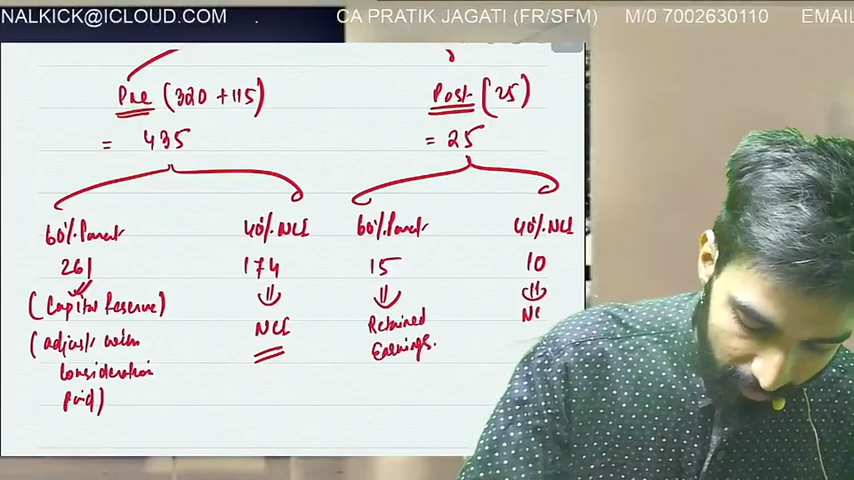 NALKICK@ICLOUD.COM . CA PRATIK JAGATI (FR/SFM) M/0 7002630110 EMAIL
Pre (320 + 115) Post (25)
= 435 = 25
60% Parent 40% NCI 60% Parent 40% NCI
261 174 15 10
(Capital Reserve) NCI Retained Earnings. NC
(adjust with
consideration
paid)